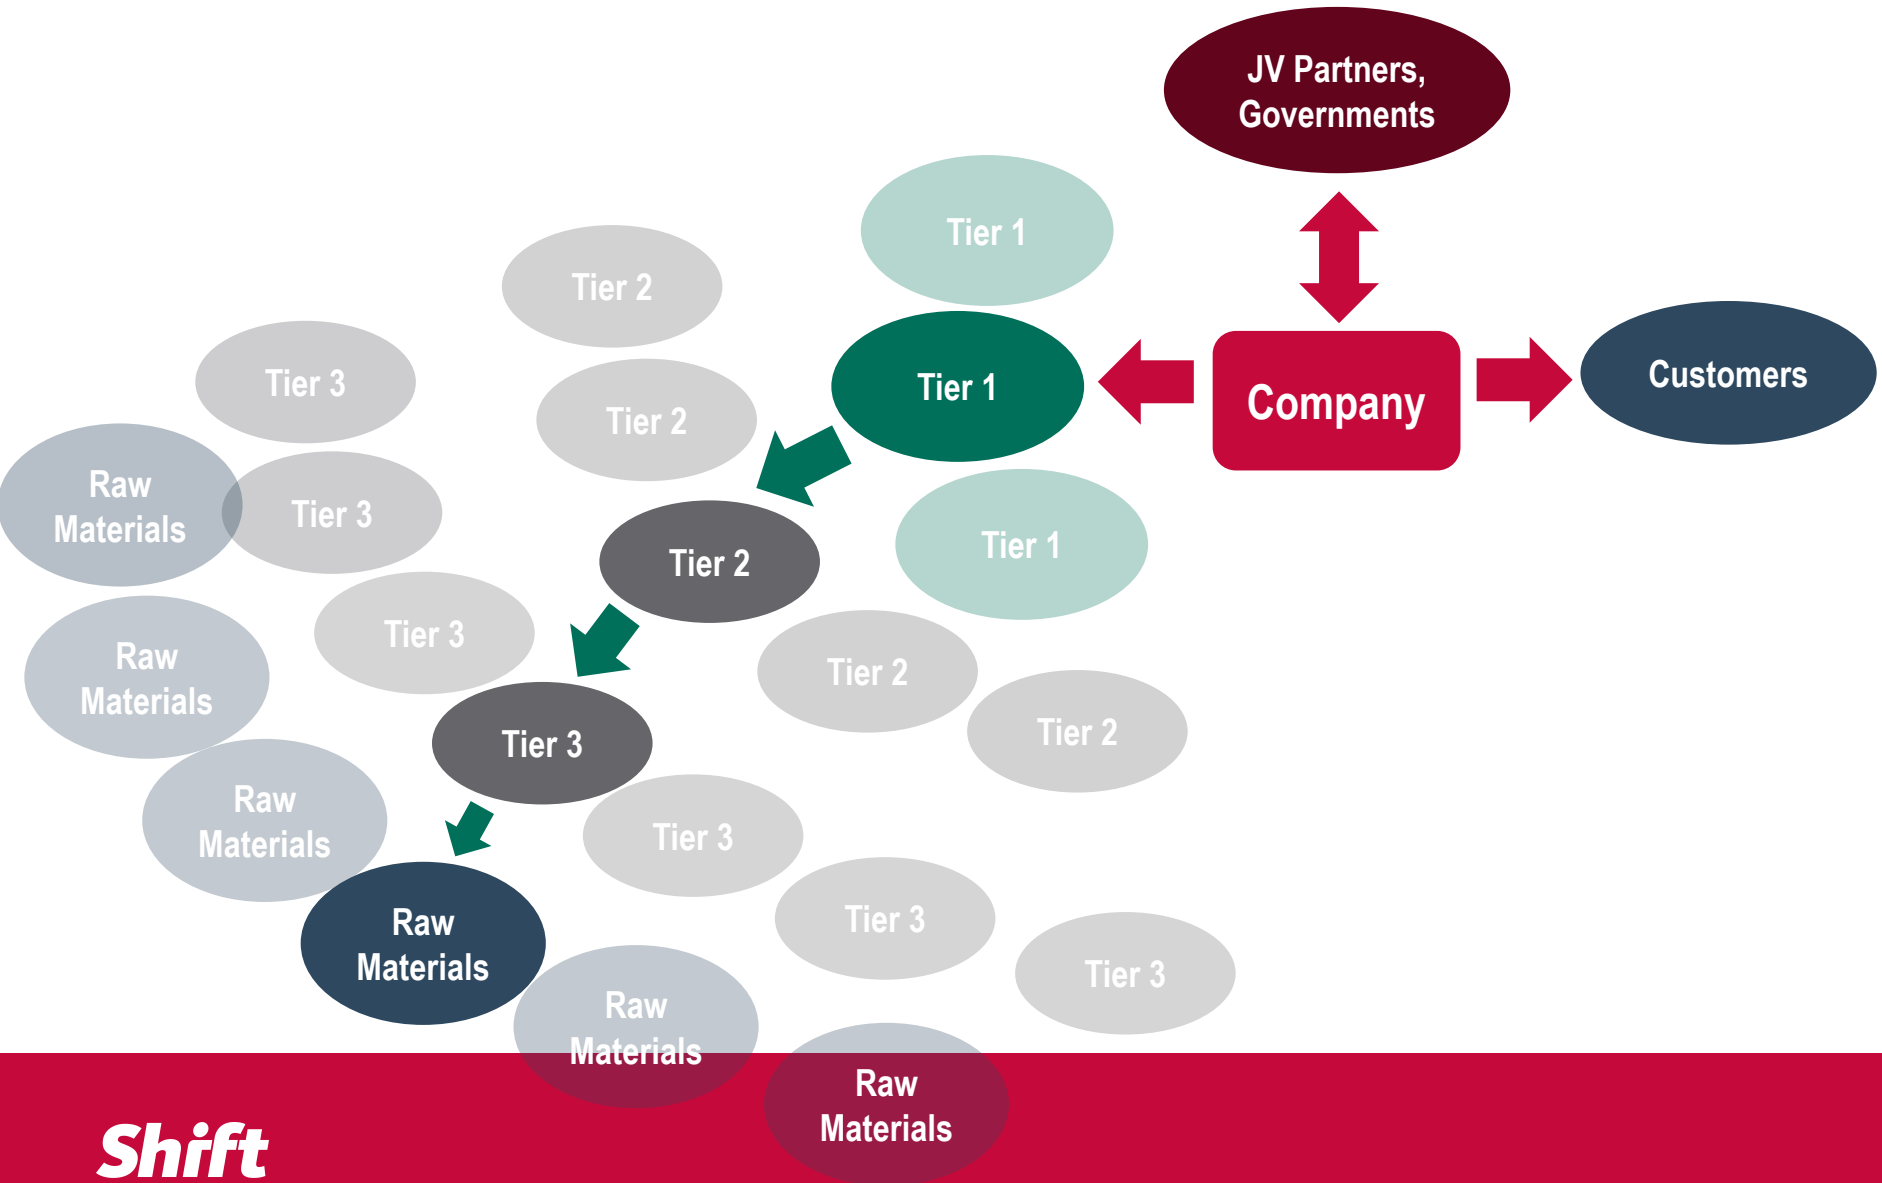 JV Partners,
Governments
Tier 1
Tier 2
Tier 3
Tier 1
Company
Customers
Tier 2
Raw
Materials
Tier 3
Tier 2
Tier 1
Tier 3
Raw
Materials
Tier 2
Tier 2
Tier 3
Raw
Materials
Tier 3
Raw
Materials
Tier 3
Tier 3
Raw
Materials
Raw
Materials
Shift